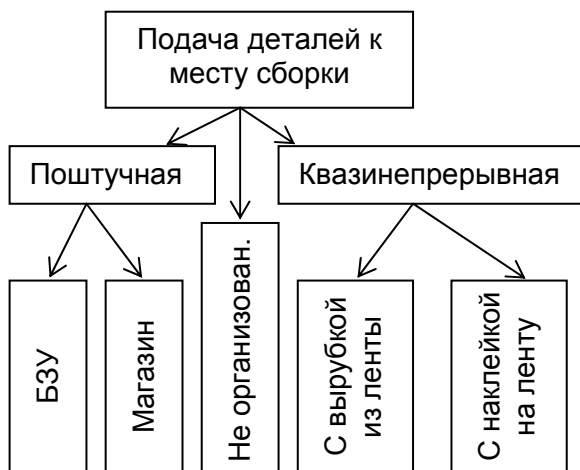 Подача деталей к
месту сборки
Поштучная
Квазинепрерывная
БЗУ
Магазин
Не организован.
С вырубкой
из ленты
С наклейкой
на ленту